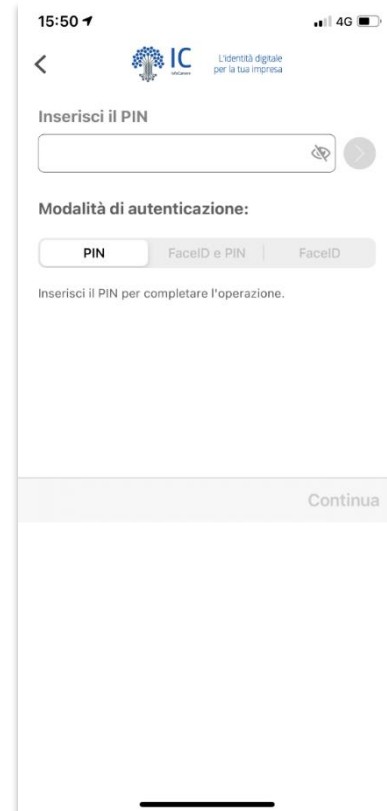 15:50
4G
IC
InfoCamere
L'identità digitale
per la tua impresa
Inserisci il PIN
Modalità di autenticazione:
PIN FaceID e PIN FaceID
Inserisci il PIN per completare l'operazione.
Continua